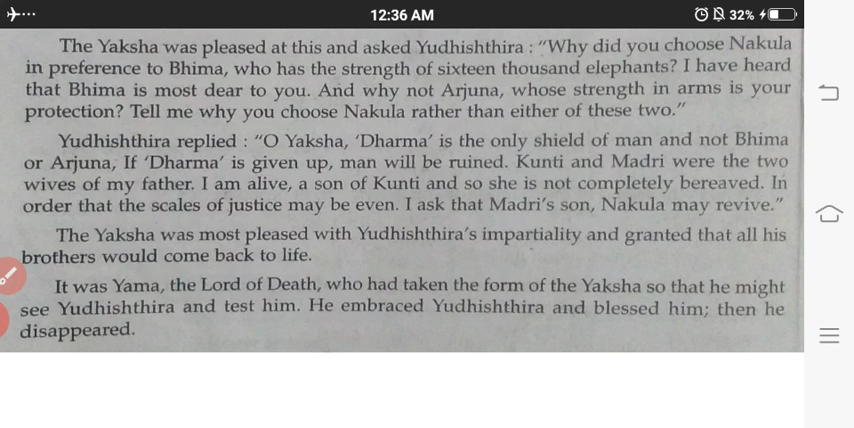 12:36 AM
32%
The Yaksha was pleased at this and asked Yudhishthira : "Why did you choose Nakula
in preference to Bhima, who has the strength of sixteen thousand elephants? I have heard
that Bhima is most dear to you. And why not Arjuna, whose strength in arms is your
protection? Tell me why you choose Nakula rather than either of these two."
Yudhishthira replied : "O Yaksha, 'Dharma' is the only shield of man and not Bhima
or Arjuna, If 'Dharma' is given up, man will be ruined. Kunti and Madri were the two
wives of my father. I am alive, a son of Kunti and so she is not completely bereaved. In
order that the scales of justice may be even. I ask that Madri's son, Nakula may revive."
The Yaksha was most pleased with Yudhishthira's impartiality and granted that all his
brothers would come back to life.
It was Yama, the Lord of Death, who had taken the form of the Yaksha so that he might
see Yudhishthira and test him. He embraced Yudhishthira and blessed him; then he
disappeared.